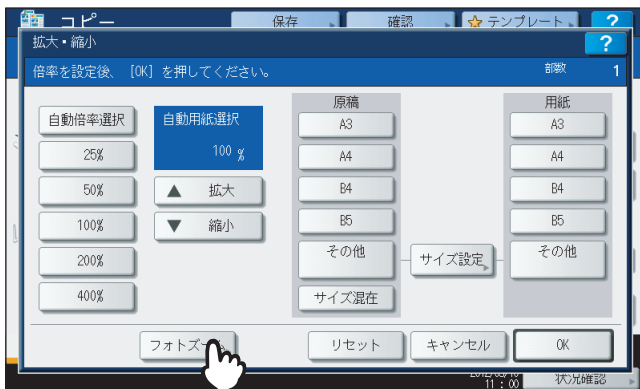 コピー
保存
確認
テンプレート
?
拡大・縮小
?
倍率を設定後、 [OK] を押してください。
部数 1
自動倍率選択
25%
50%
100%
200%
400%
自動用紙選択
100 %
▲ 拡大
▼ 縮小
原稿
A3
A4
B4
B5
その他
サイズ混在
サイズ設定
用紙
A3
A4
B4
B5
その他
フォトズー
リセット
キャンセル
OK
11:00
状況確認